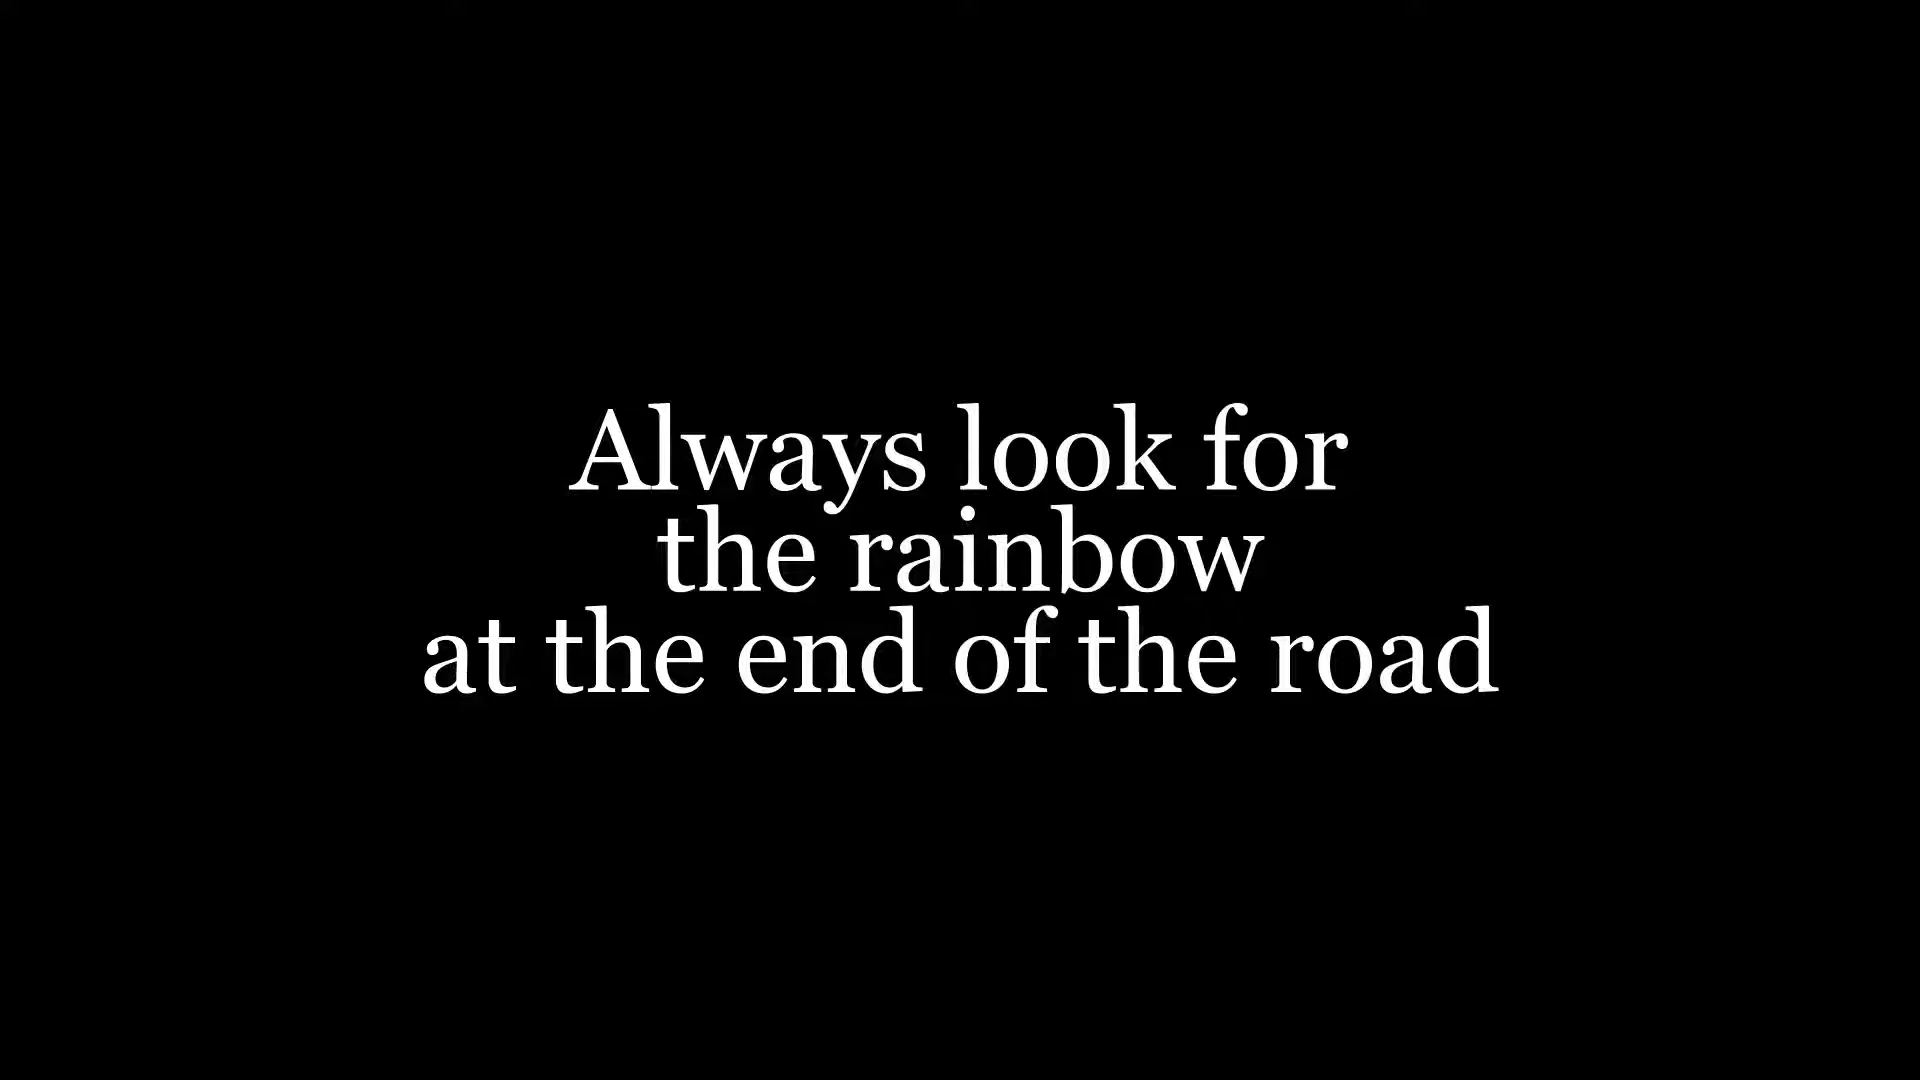 Always look for
the rainbow
at the end of the road